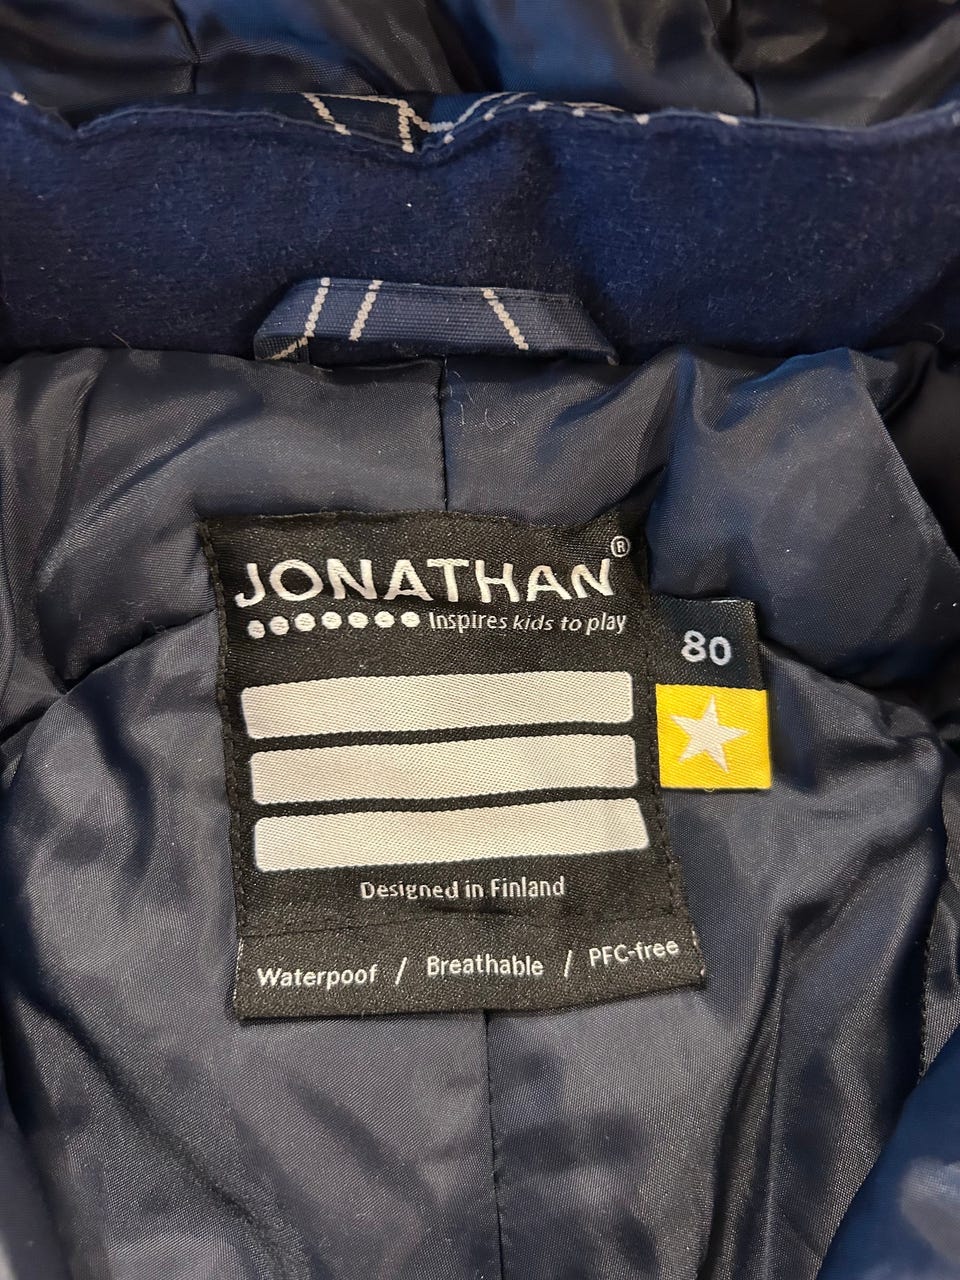 JONATHAN®
Inspires kids to play
80
Designed in Finland
Waterpoof / Breathable / PFC-free